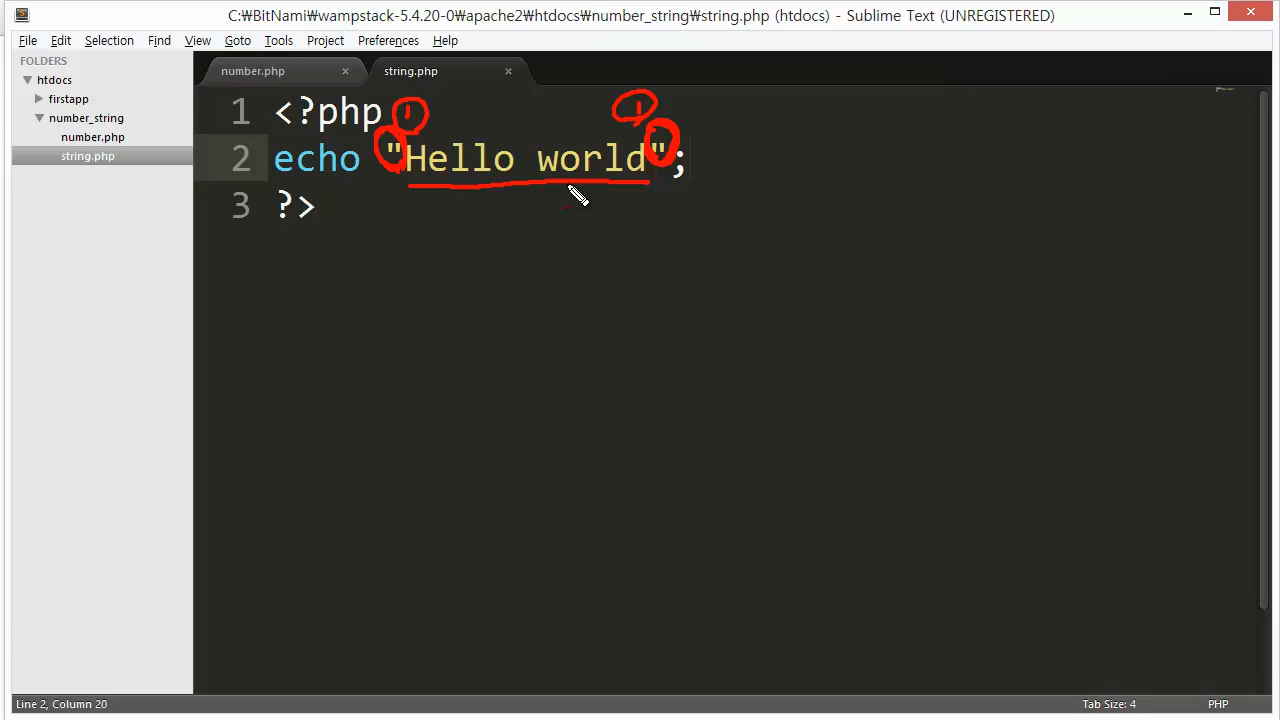 C:₩BitNami₩wampstack-5.4.20-0₩apache2₩htdocs₩number_string₩string.php (htdocs) - Sublime Text (UNREGISTERED)
File Edit Selection Find View Goto Tools Project Preferences Help
FOLDERS
htdocs
firstapp
number_string
number.php
string.php
number.php × string.php ×
1 <?php ' '
2 echo "Hello world";
3 ?>
Line 2, Column 20 Tab Size: 4 PHP